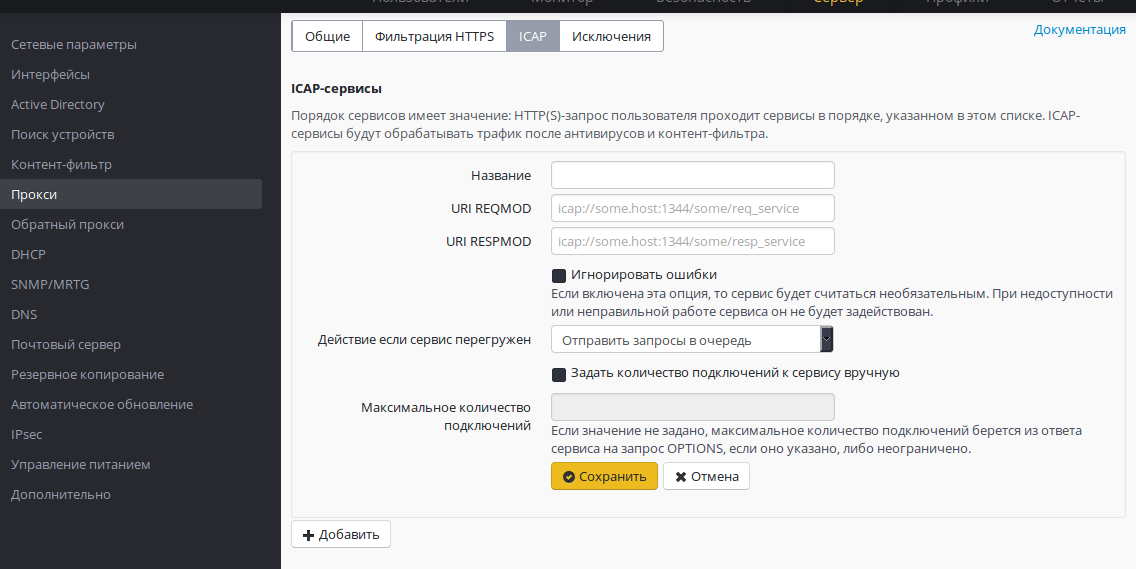 Пользователи Монитор Безопасность Сервер Профили Отчеты
Общие Фильтрация HTTPS ICAP Исключения
Документация
Сетевые параметры
Интерфейсы
Active Directory
Поиск устройств
Контент-фильтр
Прокси
Обратный прокси
DHCP
SNMP/MRTG
DNS
Почтовый сервер
Резервное копирование
Автоматическое обновление
IPsec
Управление питанием
Дополнительно
ICAP-сервисы
Порядок сервисов имеет значение: HTTP(S)-запрос пользователя проходит сервисы в порядке, указанном в этом списке. ICAP-
сервисы будут обрабатывать трафик после антивирусов и контент-фильтра.
Название
URI REQMOD icap://some.host:1344/some/req_service
URI RESPMOD icap://some.host:1344/some/resp_service
Игнорировать ошибки
Если включена эта опция, то сервис будет считаться необязательным. При недоступности
или неправильной работе сервиса он не будет задействован.
Действие если сервис перегружен Отправить запросы в очередь
Задать количество подключений к сервису вручную
Максимальное количество
подключений
Если значение не задано, максимальное количество подключений берется из ответа
сервиса на запрос OPTIONS, если оно указано, либо неограничено.
Сохранить Отмена
Добавить